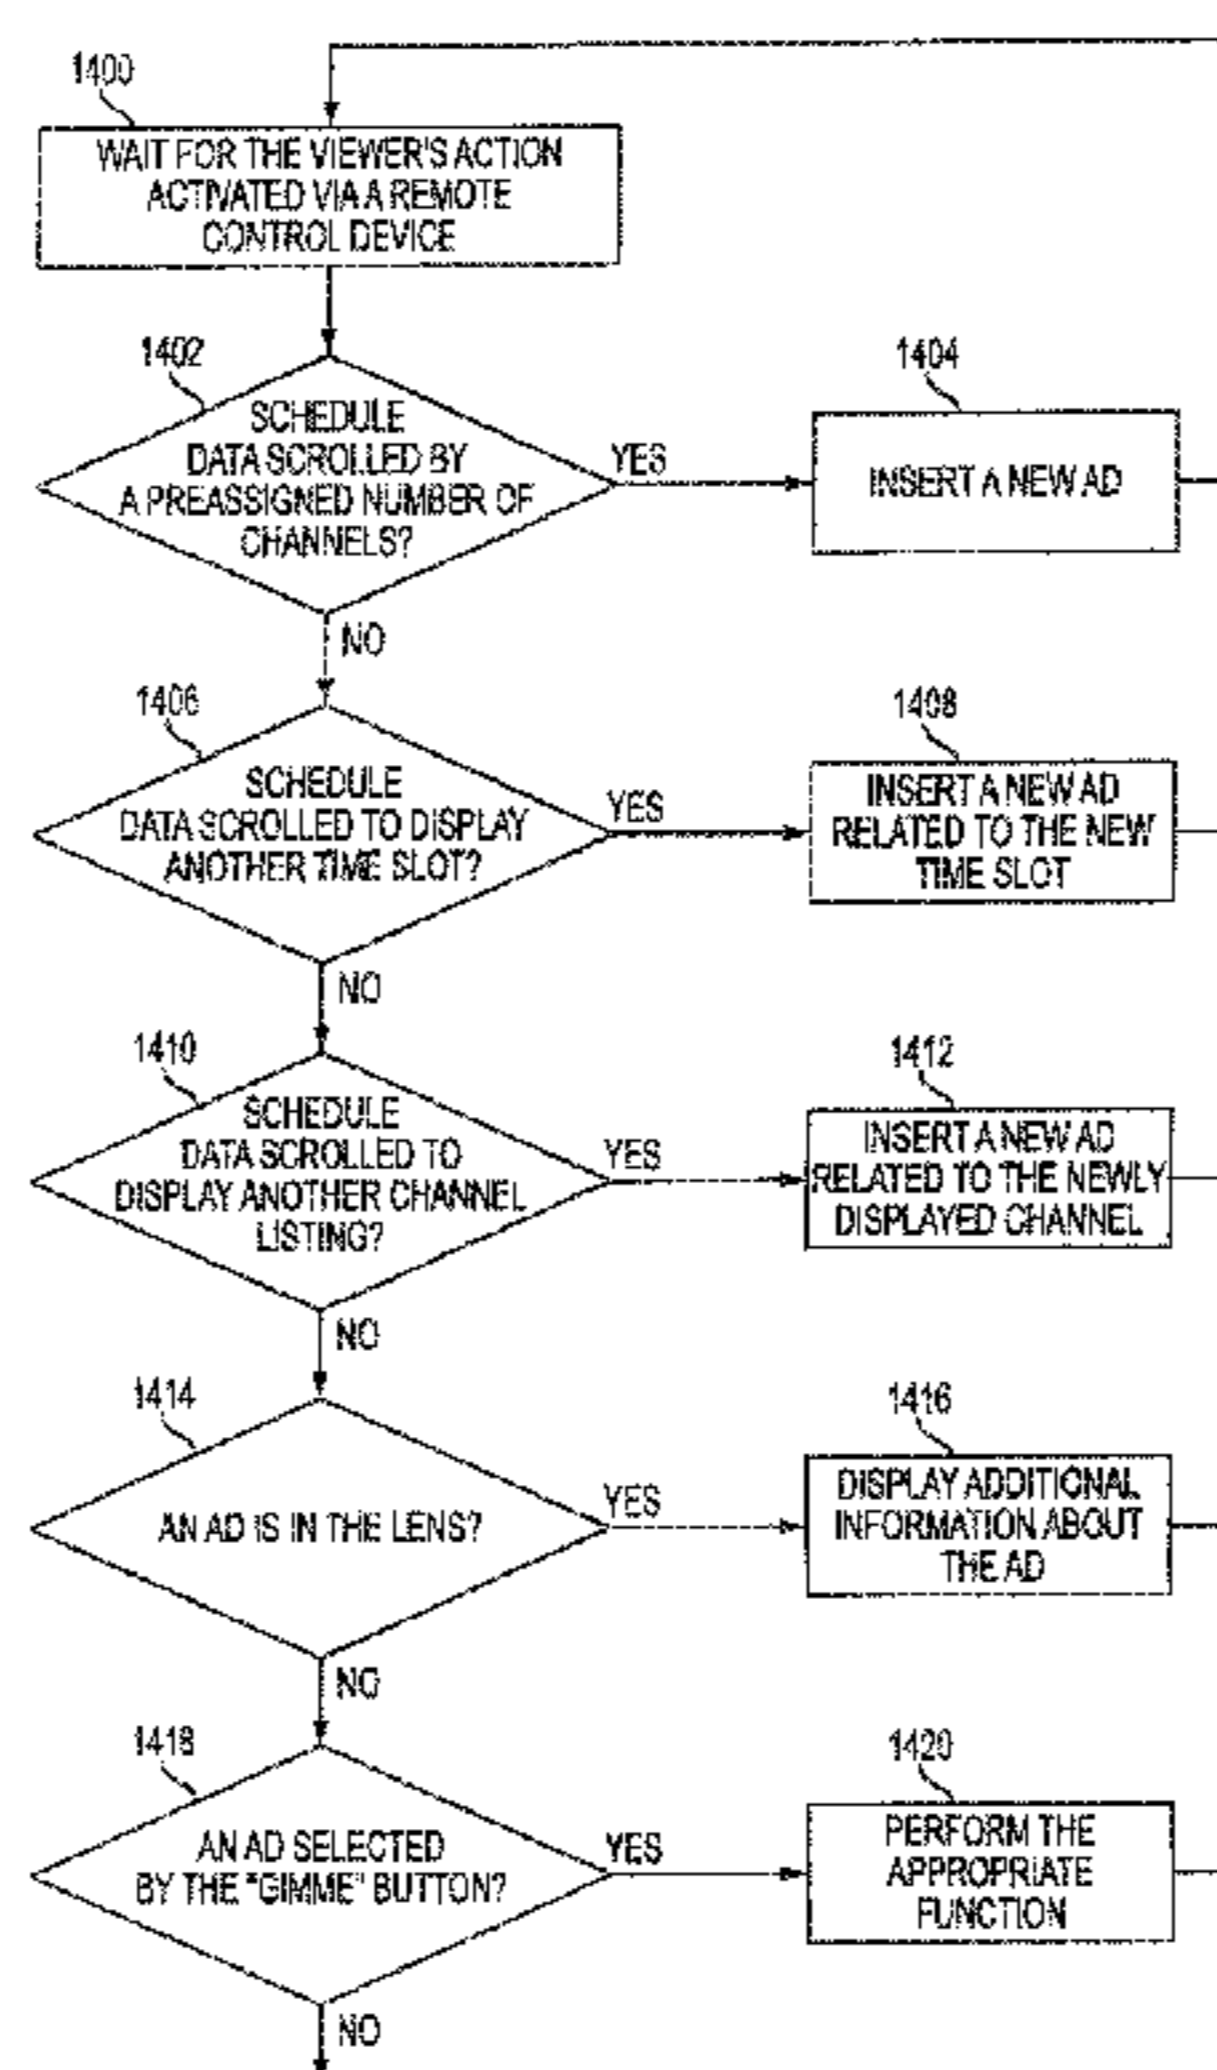 1400
WAIT FOR THE VIEWER'S ACTION
ACTIVATED VIA A REMOTE
CONTROL DEVICE
1402
SCHEDULE
DATA SCROLLED BY
A PREASSIGNED NUMBER OF
CHANNELS?
YES
1404
INSERT A NEW AD
NO
1406
SCHEDULE
DATA SCROLLED TO DISPLAY
ANOTHER TIME SLOT?
YES
1408
INSERT A NEW AD
RELATED TO THE NEW
TIME SLOT
NO
1410
SCHEDULE
DATA SCROLLED TO
DISPLAY ANOTHER CHANNEL
LISTING?
YES
1412
INSERT A NEW AD
RELATED TO THE NEWLY
DISPLAYED CHANNEL
NO
1414
AN AD IS IN THE LENS?
YES
1416
DISPLAY ADDITIONAL
INFORMATION ABOUT
THE AD
NO
1418
AN AD SELECTED
BY THE "GIMME" BUTTON?
YES
1420
PERFORM THE
APPROPRIATE
FUNCTION
NO